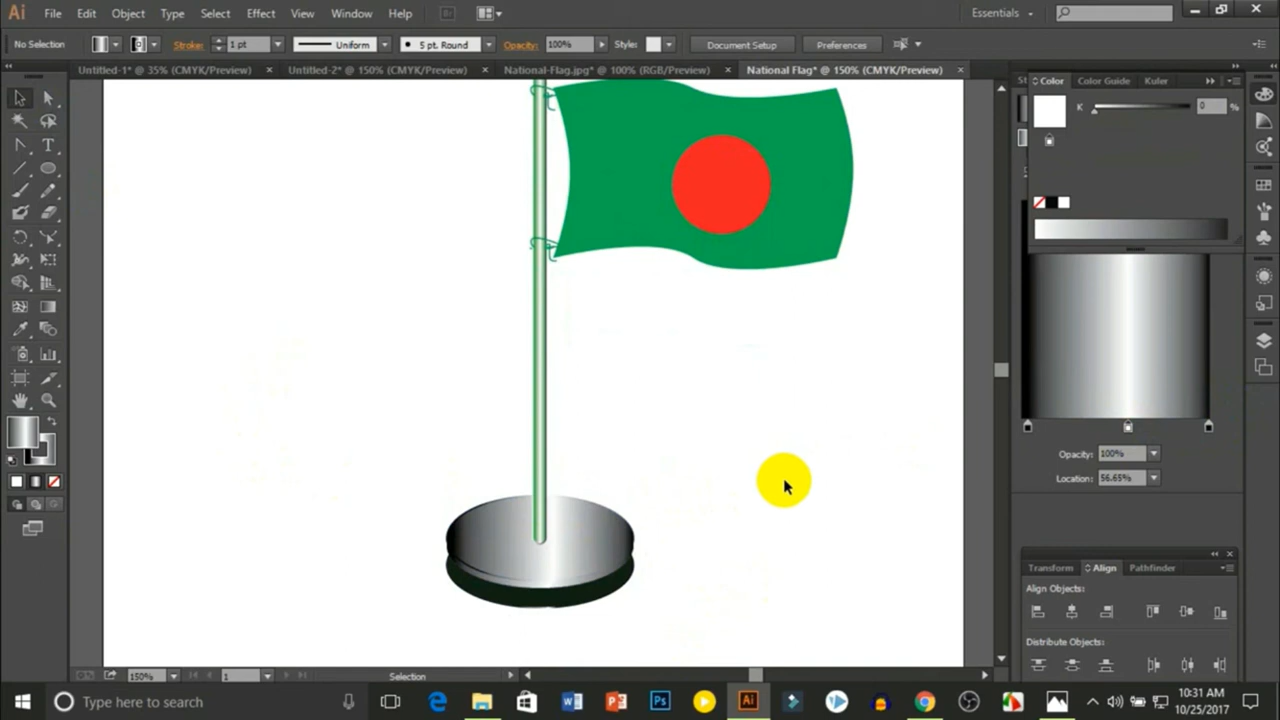 Ai File Edit Object Type Select Effect View Window Help Br Essentials
No Selection Stroke: 1 pt Uniform 5 pt. Round Opacity: 100% Style: Document Setup Preferences
Untitled-1* @ 35% (CMYK/Preview) × Untitled-2* @ 150% (CMYK/Preview) × National-Flag.jpg* @ 100% (RGB/Preview) × National Flag* @ 150% (CMYK/Preview) ×
Color Color Guide Kuler
K 0 %
Opacity: 100%
Location: 56.65%
Transform Align Pathfinder
Align Objects:
Distribute Objects:
150% 1 Selection
Type here to search
Ps Ai
10:31 AM
10/25/2017